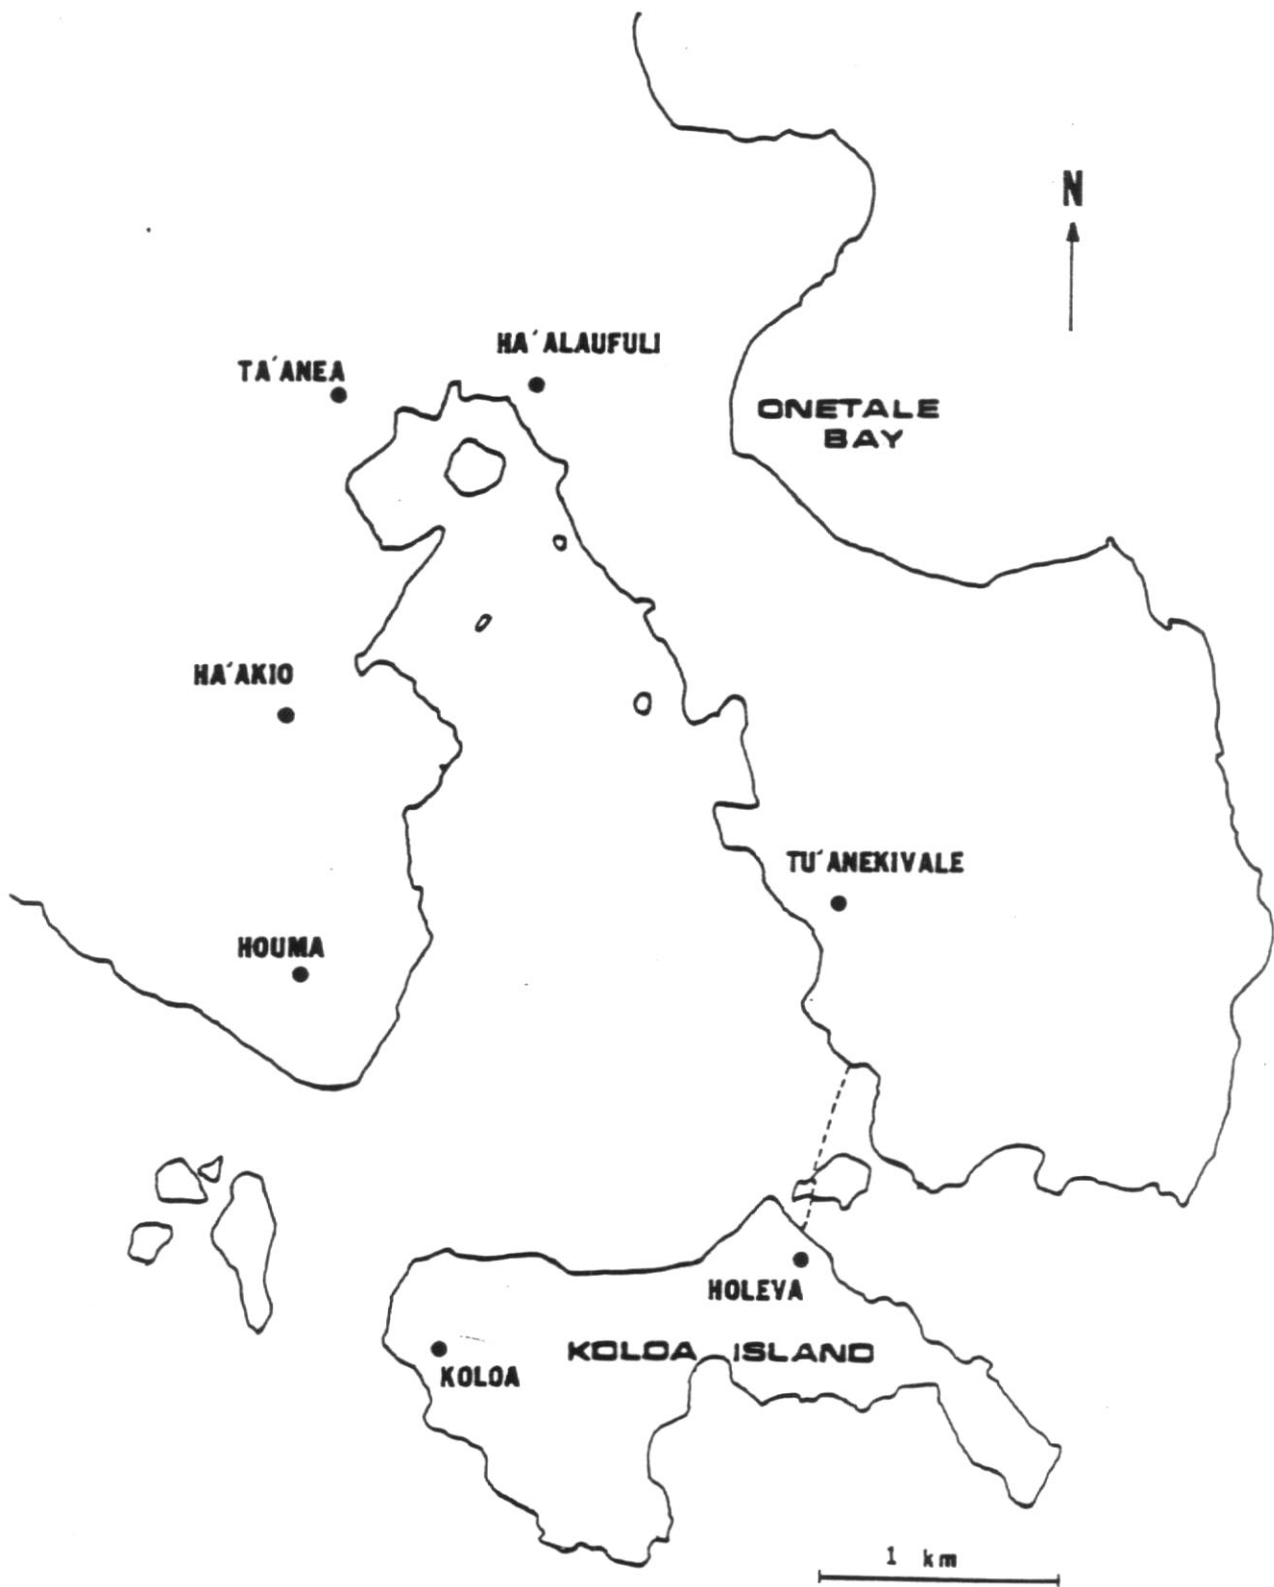 N
HA´ALAUFULI
TA´ANEA
ONETALE
BAY
HA´AKIO
TU´ANEKIVALE
HOUMA
HOLEVA
KOLOA ISLAND
KOLOA
1 km